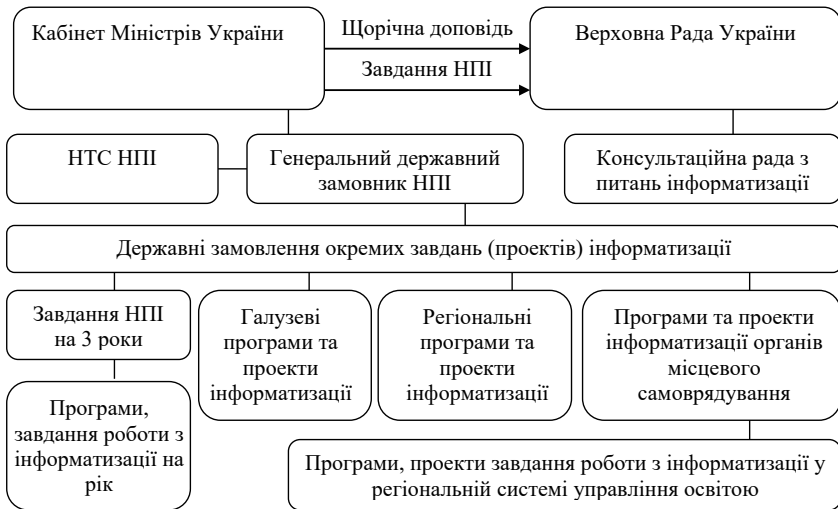 Кабінет Міністрів України
Щорічна доповідь
Завдання НПІ
Верховна Рада України
НТС НПІ
Генеральний державний
замовник НПІ
Консультаційна рада з
питань інформатизації
Державні замовлення окремих завдань (проектів) інформатизації
Завдання НПІ
на 3 роки
Галузеві
програми та
проекти
інформатизації
Регіональні
програми та
проекти
інформатизації
Програми та проекти
інформатизації органів
місцевого
самоврядування
Програми,
завдання роботи з
інформатизації на
рік
Програми, проекти завдання роботи з інформатизації у
регіональній системі управління освітою